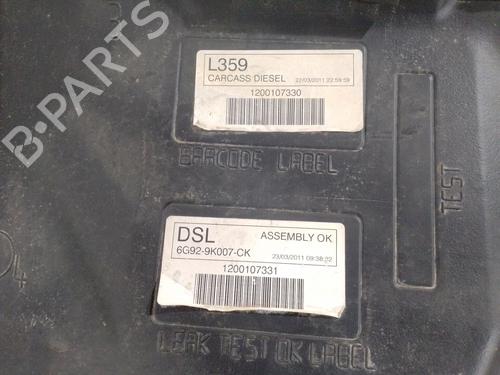 B-PARTS
L359
CARCASS DIESEL 22/03/2011 22:59:59
1200107330
BARCODE LABEL
TEST
DSL ASSEMBLY OK
6G92-9K007-CK 23/03/2011 09:38:22
1200107331
LEAK TEST OK LABEL
4